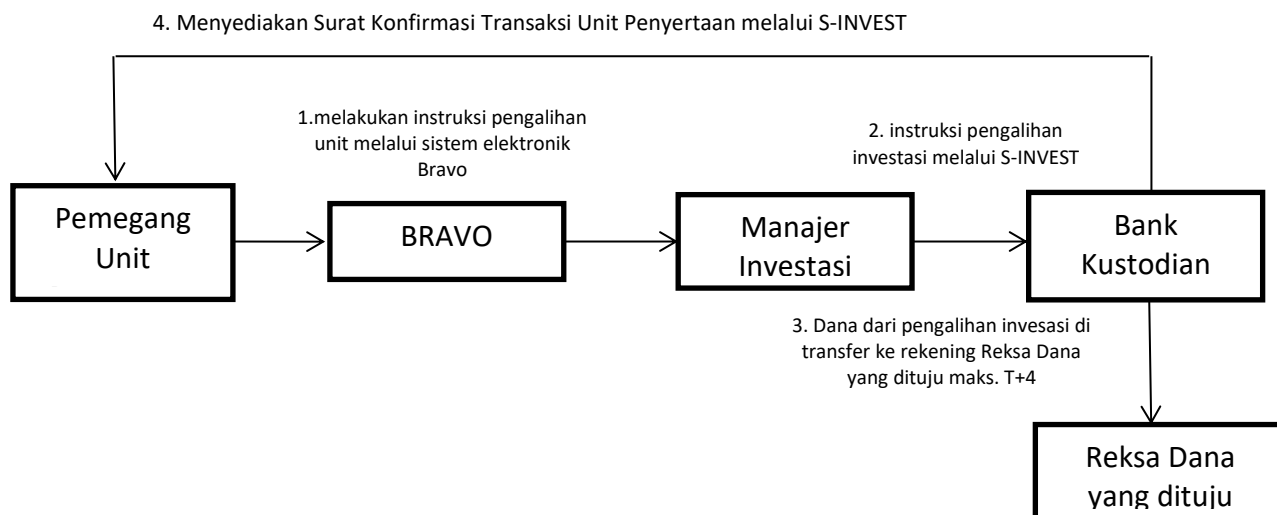 4. Menyediakan Surat Konfirmasi Transaksi Unit Penyertaan melalui S-INVEST
1.melakukan instruksi pengalihan
unit melalui sistem elektronik
Bravo
2. instruksi pengalihan
investasi melalui S-INVEST
Pemegang
Unit
BRAVO
Manajer
Investasi
Bank
Kustodian
3. Dana dari pengalihan invesasi di
transfer ke rekening Reksa Dana
yang dituju maks. T+4
Reksa Dana
yang dituju